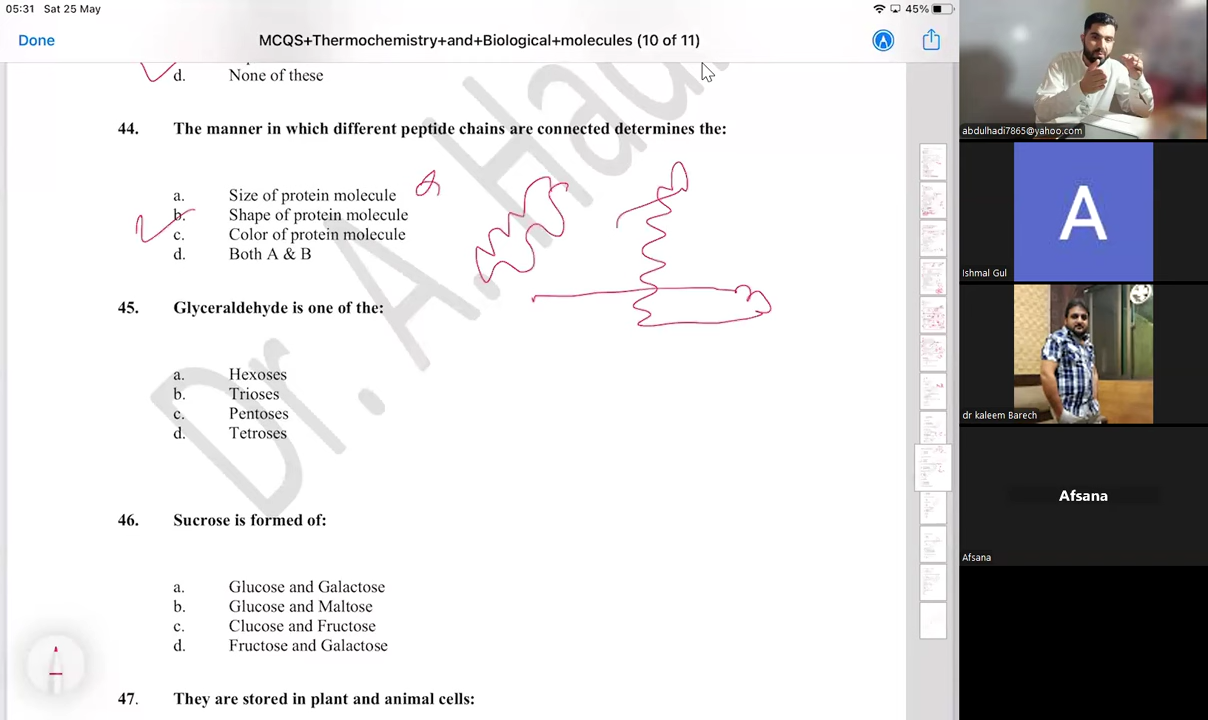 05:31 Sat 25 May
45%
Done
MCQS+Thermochemistry+and+Biological+molecules (10 of 11)
d. None of these
44. The manner in which different peptide chains are connected determines the:
a. Size of protein molecule
b. Shape of protein molecule
c. Color of protein molecule
d. Both A & B
45. Glyceraldehyde is one of the:
a. Hexoses
b. Trioses
c. Pentoses
d. Tetroses
46. Sucrose is formed of:
a. Glucose and Galactose
b. Glucose and Maltose
c. Clucose and Fructose
d. Fructose and Galactose
47. They are stored in plant and animal cells:
Dr. A. Hadi
abdulhadi7865@yahoo.com
A
Ishmal Gul
dr kaleem Barech
Afsana
Afsana